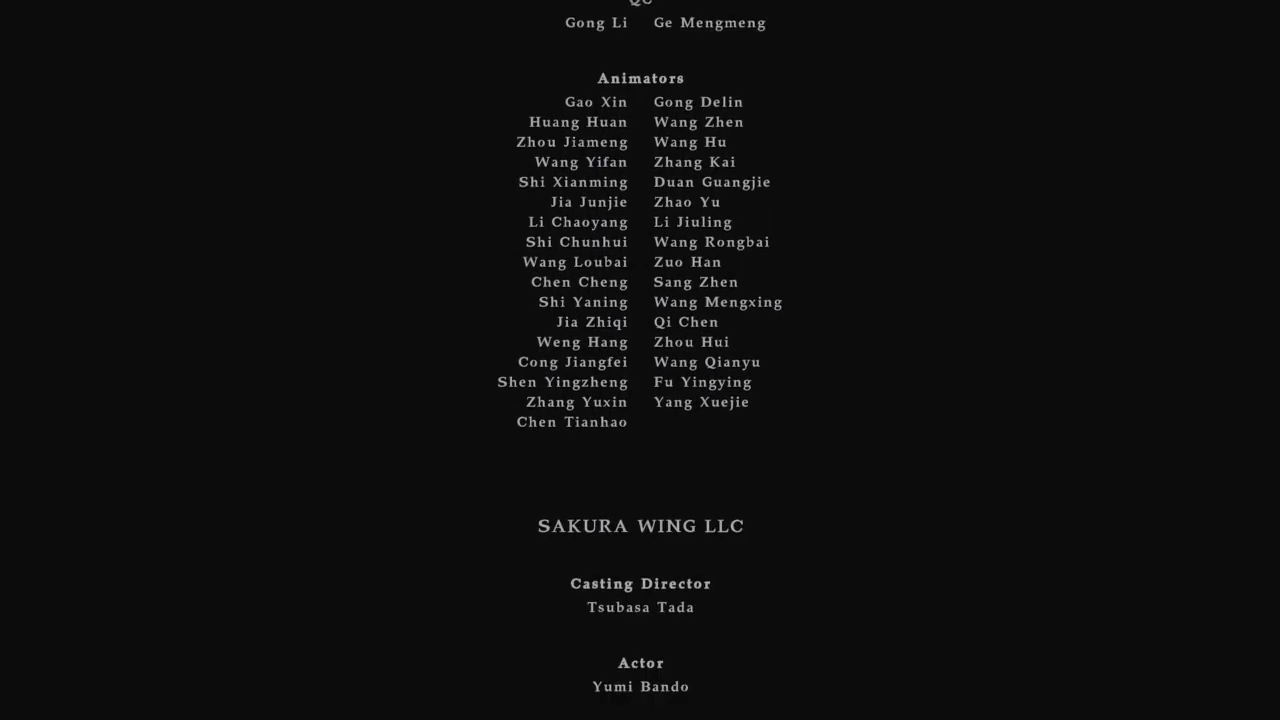 QC
Gong Li Ge Mengmeng
Animators
Gao Xin Gong Delin
Huang Huan Wang Zhen
Zhou Jiameng Wang Hu
Wang Yifan Zhang Kai
Shi Xianming Duan Guangjie
Jia Junjie Zhao Yu
Li Chaoyang Li Jiuling
Shi Chunhui Wang Rongbai
Wang Loubai Zuo Han
Chen Cheng Sang Zhen
Shi Yaning Wang Mengxing
Jia Zhiqi Qi Chen
Weng Hang Zhou Hui
Cong Jiangfei Wang Qianyu
Shen Yingzheng Fu Yingying
Zhang Yuxin Yang Xuejie
Chen Tianhao
SAKURA WING LLC
Casting Director
Tsubasa Tada
Actor
Yumi Bando